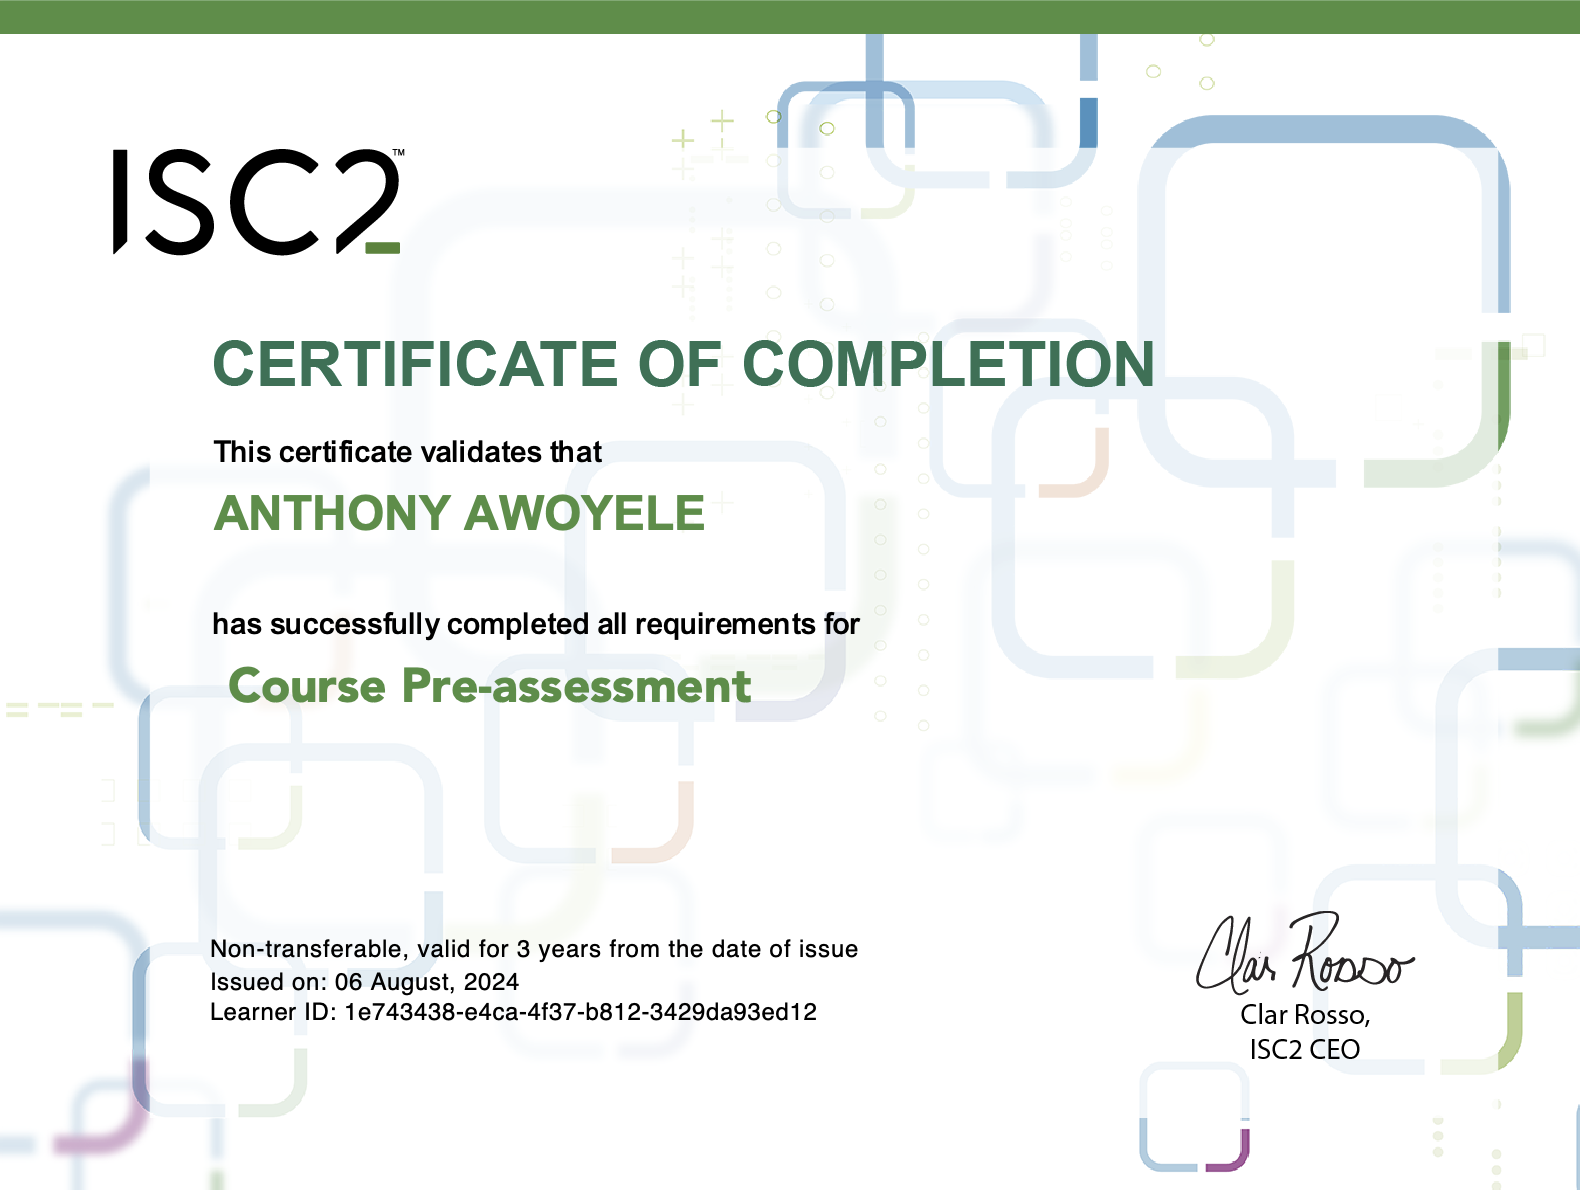 ISC2™
CERTIFICATE OF COMPLETION
This certificate validates that
ANTHONY AWOYELE
has successfully completed all requirements for
Course Pre-assessment
Non-transferable, valid for 3 years from the date of issue
Issued on: 06 August, 2024
Learner ID: 1e743438-e4ca-4f37-b812-3429da93ed12
Clar Rosso
Clar Rosso,
ISC2 CEO